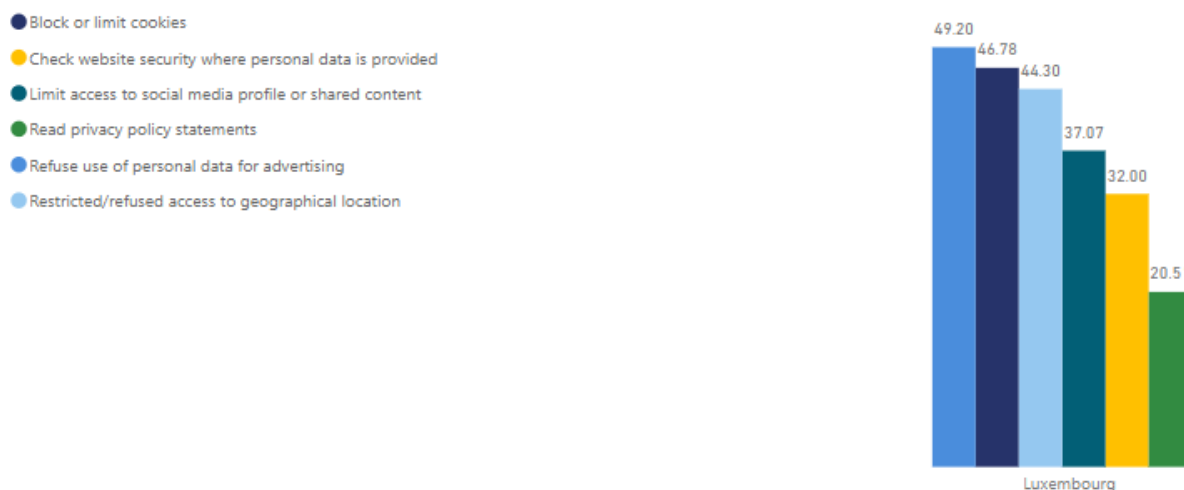 Block or limit cookies
Check website security where personal data is provided
Limit access to social media profile or shared content
Read privacy policy statements
Refuse use of personal data for advertising
Restricted/refused access to geographical location
49.20
46.78
44.30
37.07
32.00
20.5
Luxembourg